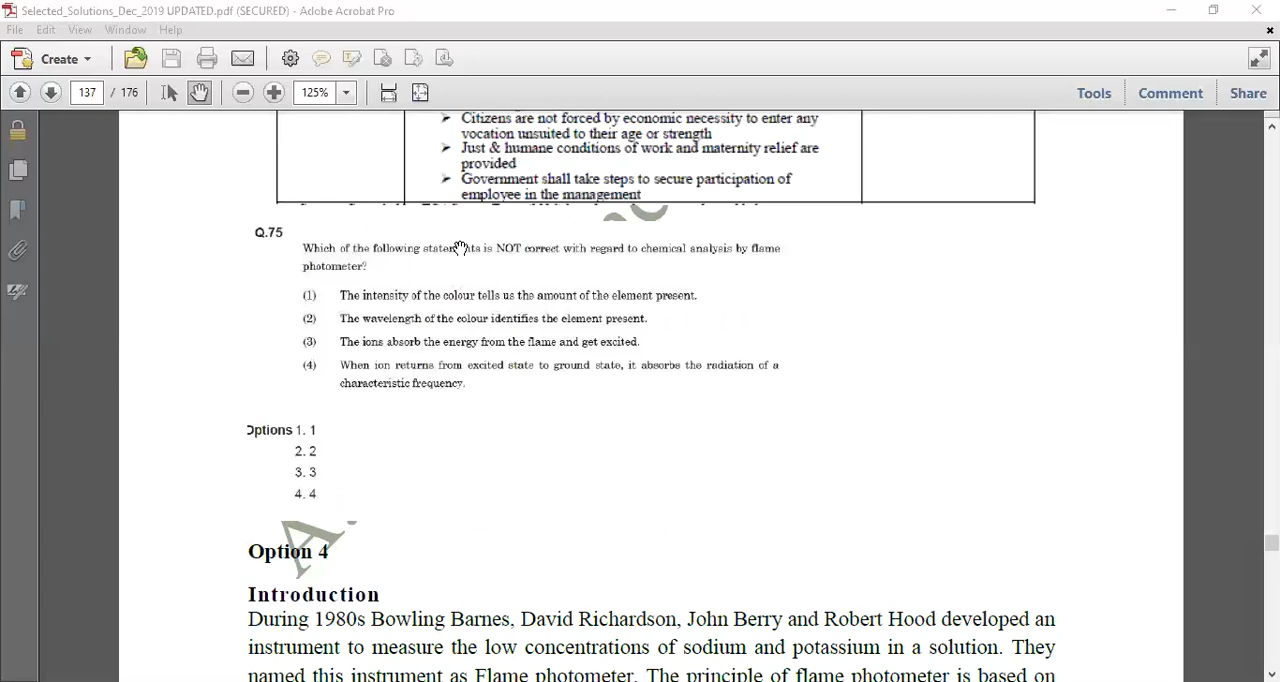 Selected_Solutions_Dec_2019 UPDATED.pdf (SECURED) - Adobe Acrobat Pro
File Edit View Window Help
Create
137 / 176 125% Tools Comment Share
➢ Citizens are not forced by economic necessity to enter any
vocation unsuited to their age or strength
➢ Just & humane conditions of work and maternity relief are
provided
➢ Government shall take steps to secure participation of
employee in the management
Q.75
Which of the following statements is NOT correct with regard to chemical analysis by flame
photometer?
(1) The intensity of the colour tells us the amount of the element present.
(2) The wavelength of the colour identifies the element present.
(3) The ions absorb the energy from the flame and get excited.
(4) When ion returns from excited state to ground state, it absorbs the radiation of a
characteristic frequency.
Options 1. 1
2. 2
3. 3
4. 4
Option 4
Introduction
During 1980s Bowling Barnes, David Richardson, John Berry and Robert Hood developed an
instrument to measure the low concentrations of sodium and potassium in a solution. They
named this instrument as Flame photometer. The principle of flame photometer is based on